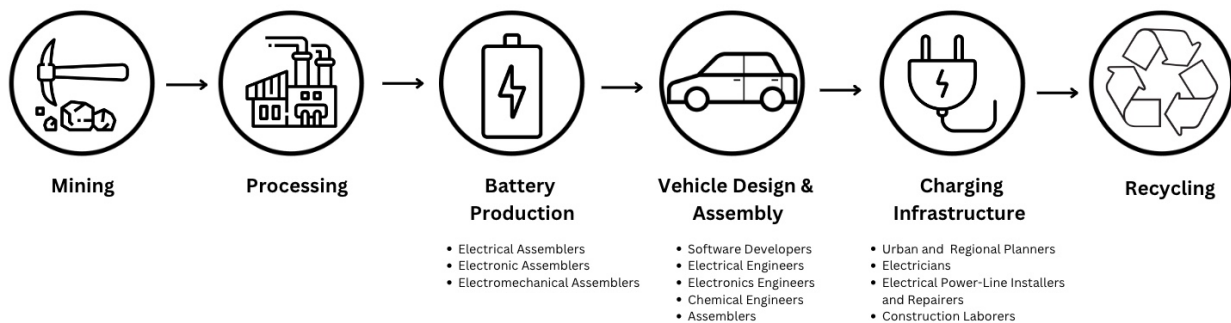 Mining
Processing
Battery
Production
Vehicle Design &
Assembly
Charging
Infrastructure
Recycling
• Electrical Assemblers
• Electronic Assemblers
• Electromechanical Assemblers
• Software Developers
• Electrical Engineers
• Electronics Engineers
• Chemical Engineers
• Assemblers
• Urban and Regional Planners
• Electricians
• Electrical Power-Line Installers
and Repairers
• Construction Laborers